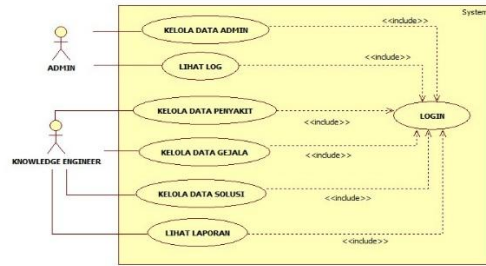 System
KELOLA DATA ADMIN
<<include>>
ADMIN
LIHAT LOG
<<include>>
KELOLA DATA PENYAKIT
<<include>>
LOGIN
KNOWLEDGE ENGINEER
KELOLA DATA GEJALA
<<include>>
KELOLA DATA SOLUSI
<<include>>
LIHAT LAPORAN
<<include>>